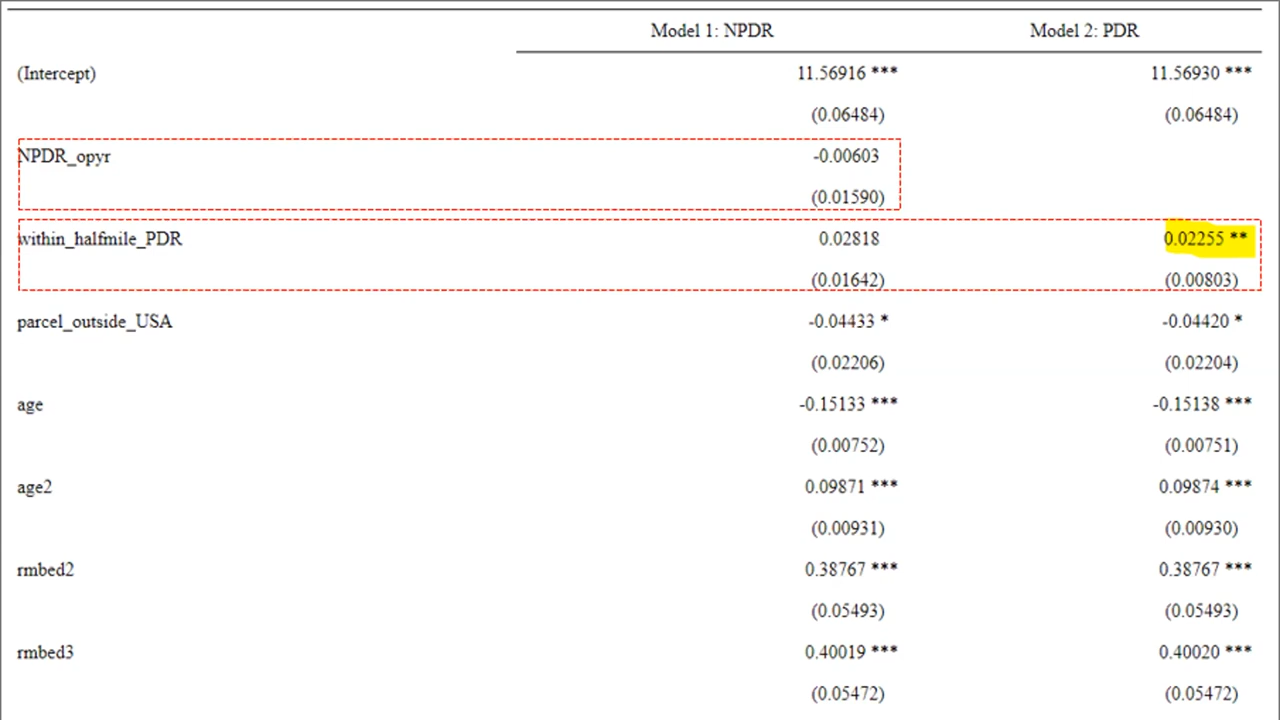 Model 1: NPDR Model 2: PDR
(Intercept) 11.56916 *** 11.56930 ***
(0.06484) (0.06484)
NPDR_opyr -0.00603
(0.01590)
within_halfmile_PDR 0.02818 0.02255 **
(0.01642) (0.00803)
parcel_outside_USA -0.04433 * -0.04420 *
(0.02206) (0.02204)
age -0.15133 *** -0.15138 ***
(0.00752) (0.00751)
age2 0.09871 *** 0.09874 ***
(0.00931) (0.00930)
rmbed2 0.38767 *** 0.38767 ***
(0.05493) (0.05493)
rmbed3 0.40019 *** 0.40020 ***
(0.05472) (0.05472)